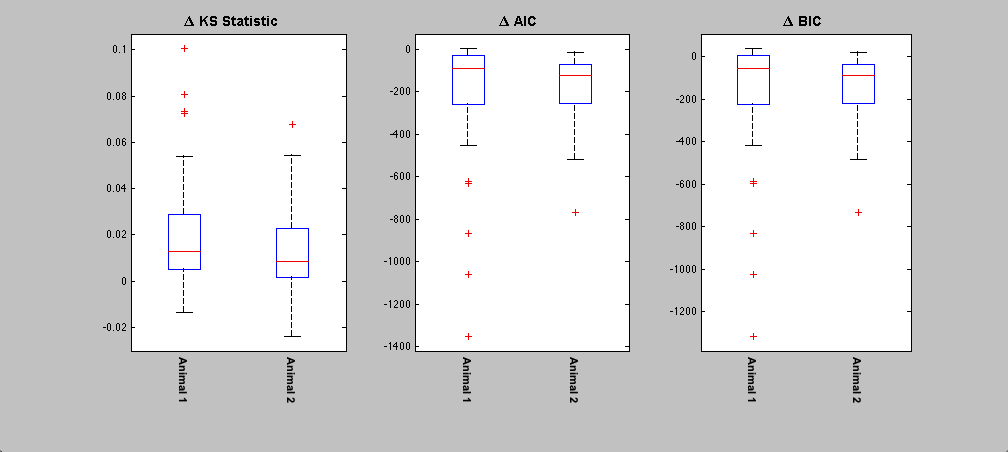 Δ KS Statistic
0.1
0.08
0.06
0.04
0.02
0
-0.02
Animal 1
Animal 2
Δ AIC
0
-200
-400
-600
-800
-1000
-1200
-1400
Animal 1
Animal 2
Δ BIC
0
-200
-400
-600
-800
-1000
-1200
Animal 1
Animal 2